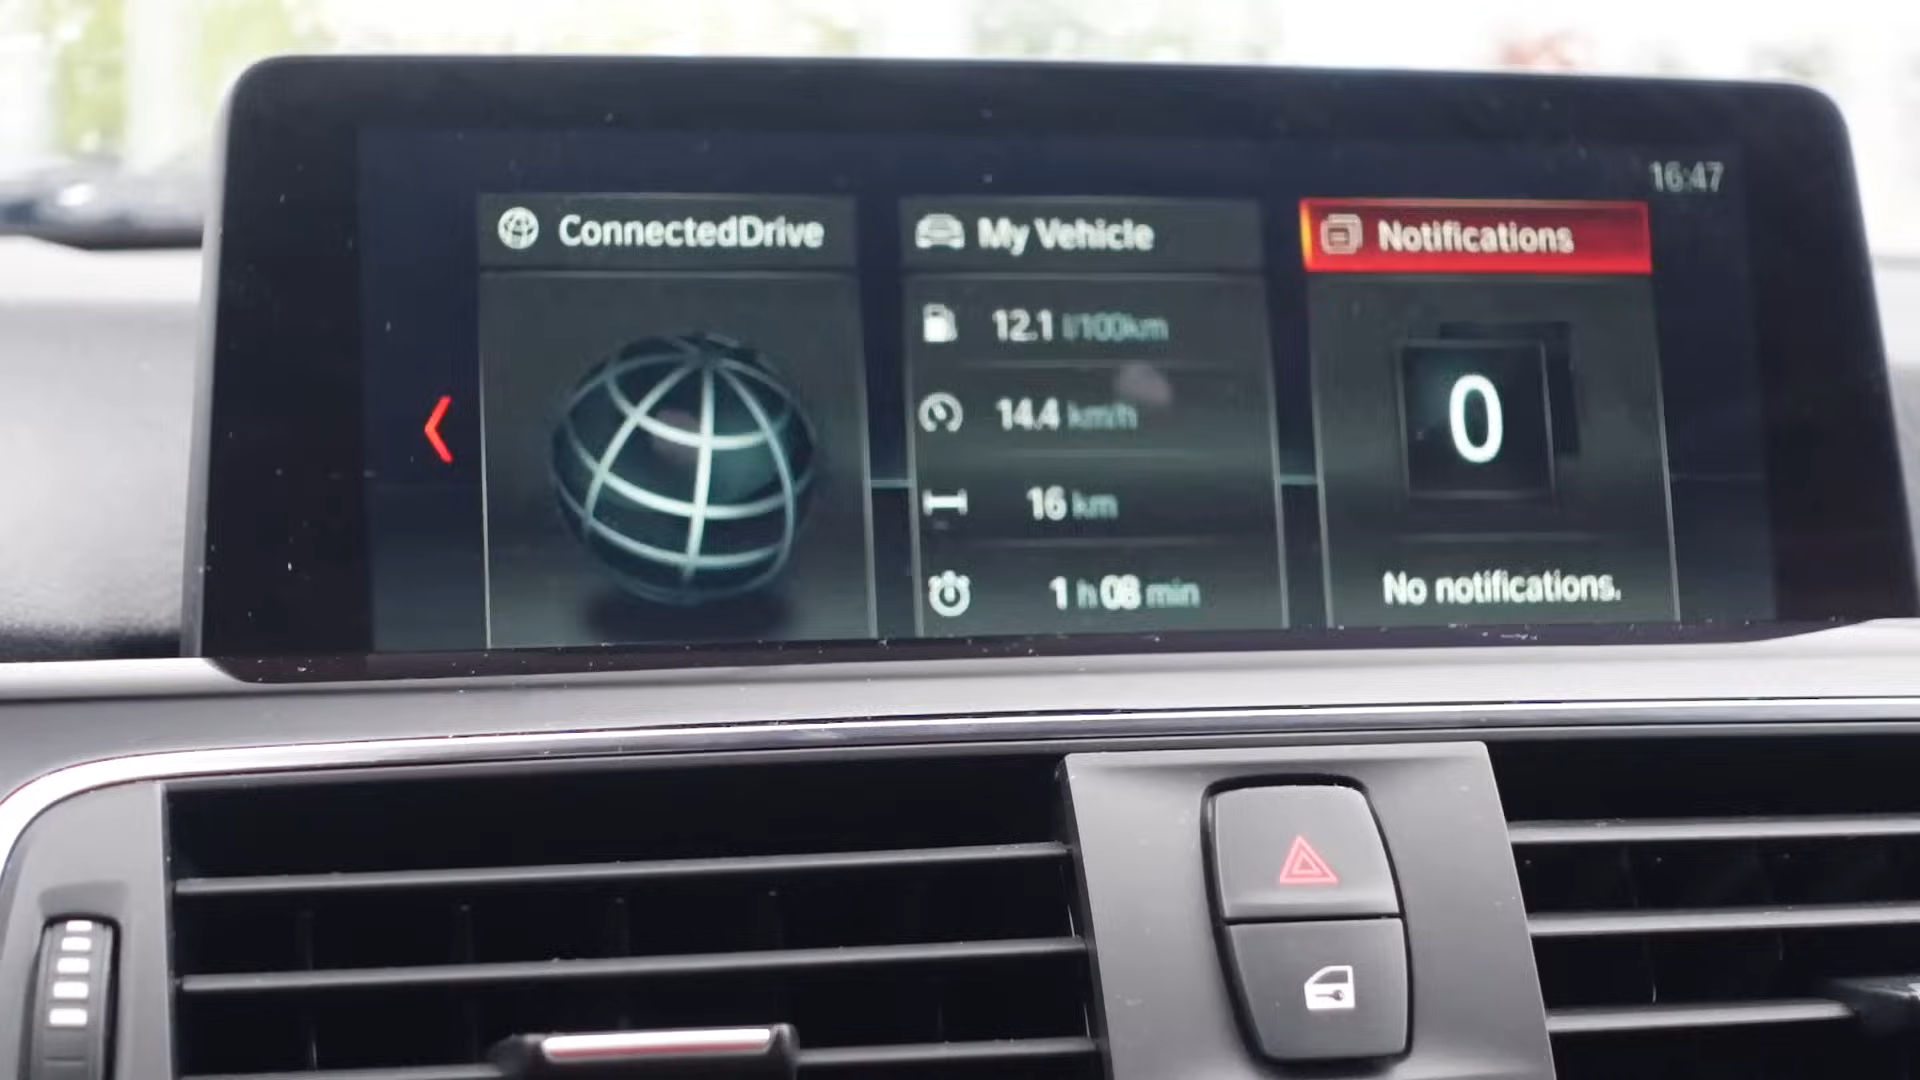 16:47
ConnectedDrive
My Vehicle
12.1 l/100km
14.4 km/h
16 km
1 h 08 min
Notifications
0
No notifications.